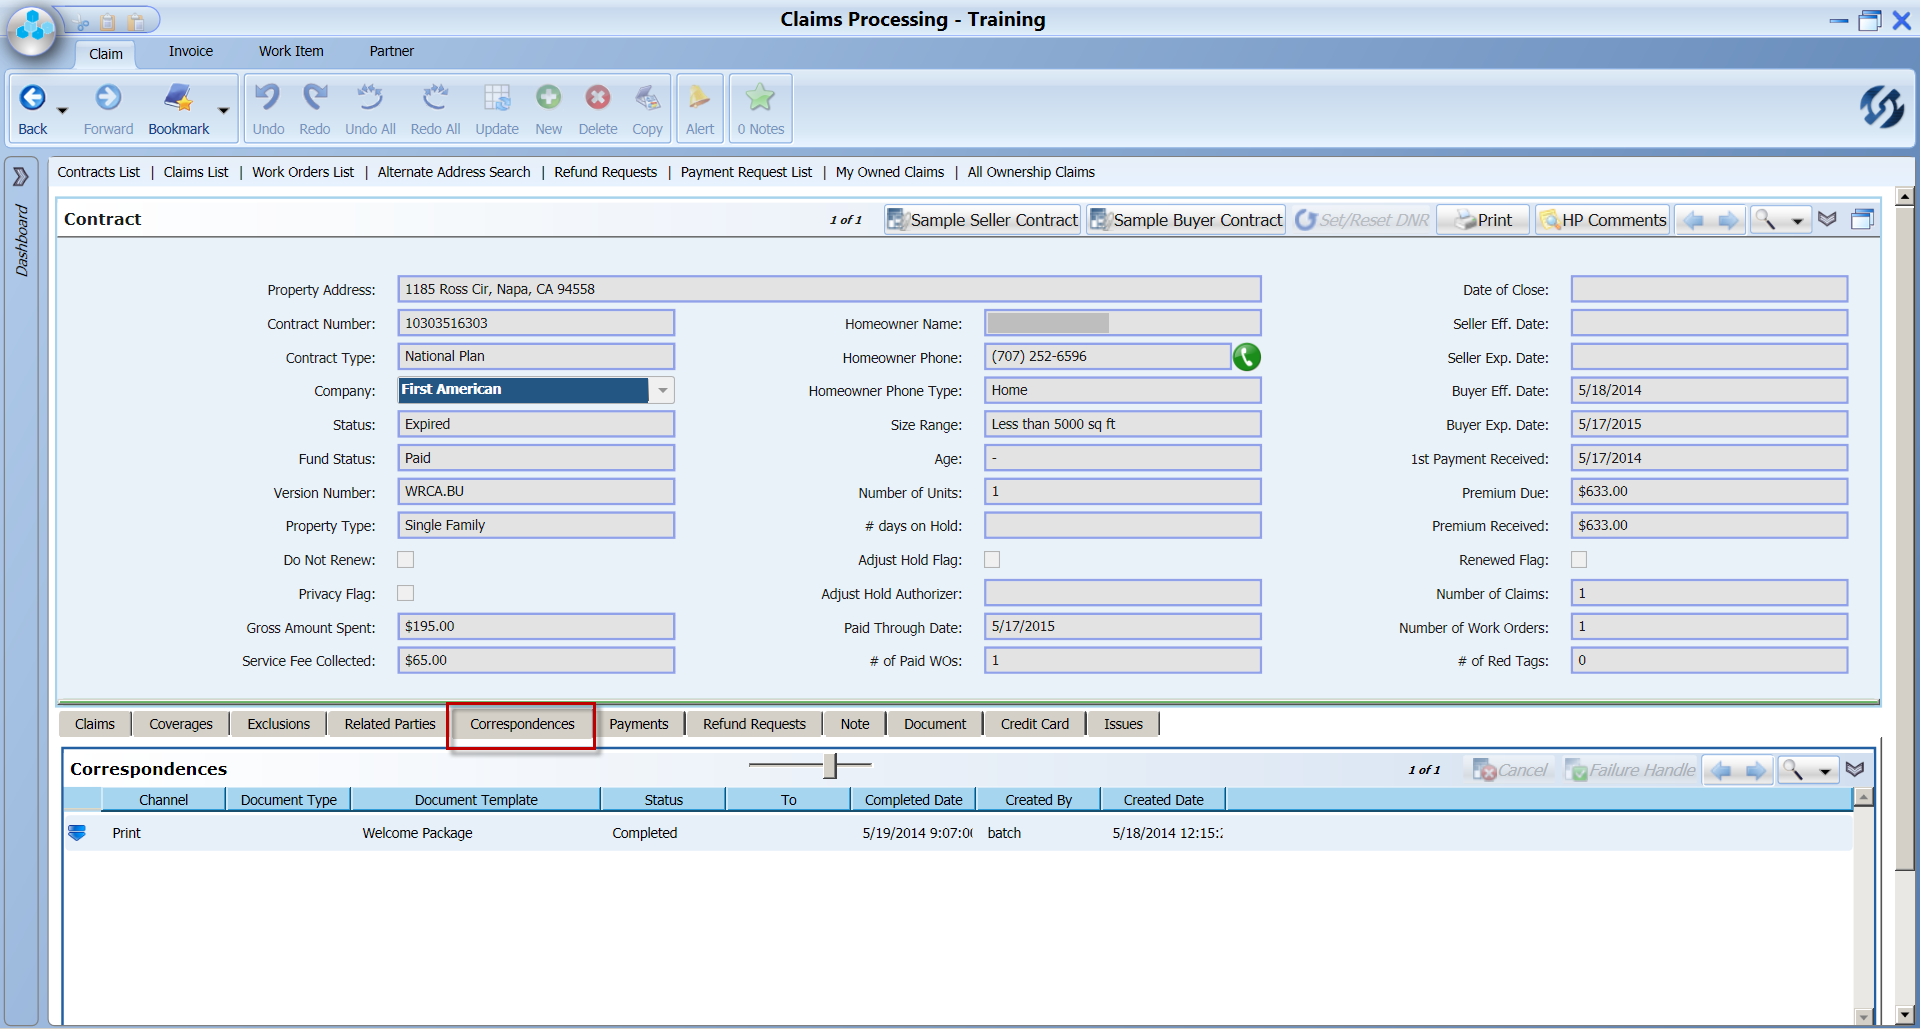 Claims Processing - Training
Claim Invoice Work Item Partner
Back Forward Bookmark Undo Redo Undo All Redo All Update New Delete Copy Alert 0 Notes
Dashboard
Contracts List | Claims List | Work Orders List | Alternate Address Search | Refund Requests | Payment Request List | My Owned Claims | All Ownership Claims
Contract 1 of 1 Sample Seller Contract Sample Buyer Contract Set/Reset DNR Print HP Comments
Property Address: 1185 Ross Cir, Napa, CA 94558 Date of Close:
Contract Number: 10303516303 Homeowner Name: Seller Eff. Date:
Contract Type: National Plan Homeowner Phone: (707) 252-6596 Seller Exp. Date:
Company: First American Homeowner Phone Type: Home Buyer Eff. Date: 5/18/2014
Status: Expired Size Range: Less than 5000 sq ft Buyer Exp. Date: 5/17/2015
Fund Status: Paid Age: - 1st Payment Received: 5/17/2014
Version Number: WRCA.BU Number of Units: 1 Premium Due: $633.00
Property Type: Single Family # days on Hold: Premium Received: $633.00
Do Not Renew: Adjust Hold Flag: Renewed Flag:
Privacy Flag: Adjust Hold Authorizer: Number of Claims: 1
Gross Amount Spent: $195.00 Paid Through Date: 5/17/2015 Number of Work Orders: 1
Service Fee Collected: $65.00 # of Paid WOs: 1 # of Red Tags: 0
Claims Coverages Exclusions Related Parties Correspondences Payments Refund Requests Note Document Credit Card Issues
Correspondences 1 of 1 Cancel Failure Handle
Channel Document Type Document Template Status To Completed Date Created By Created Date
Print Welcome Package Completed 5/19/2014 9:07:0 batch 5/18/2014 12:15: